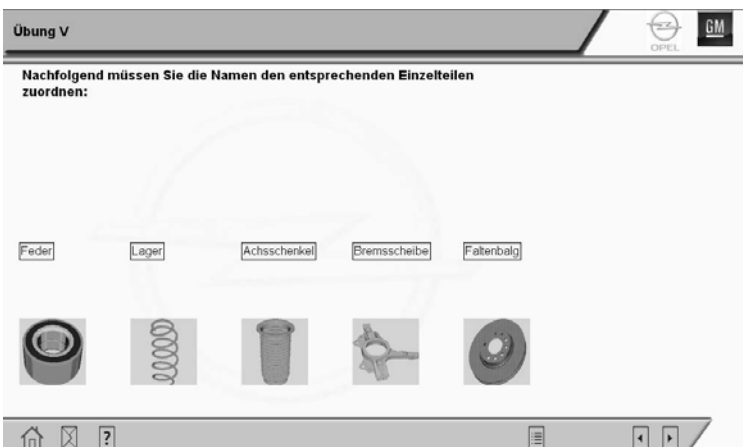 Übung V
OPEL
GM
Nachfolgend müssen Sie die Namen den entsprechenden Einzelteilen
zuordnen:
Feder
Lager
Achsschenkel
Bremsscheibe
Faltenbalg
?